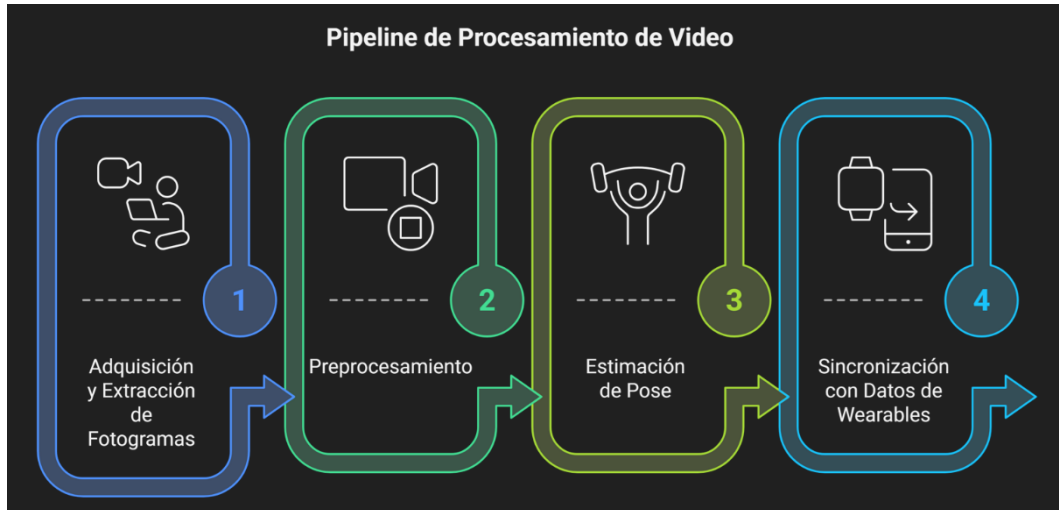 Pipeline de Procesamiento de Video
1
Adquisición
y Extracción
de
Fotogramas
2
Preprocesamiento
3
Estimación
de Pose
4
Sincronización
con Datos de
Wearables